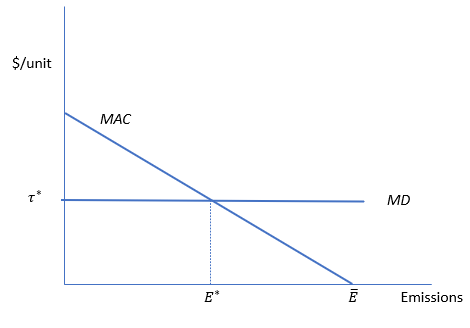 $/unit
MAC
τ*
MD
E*
E̅
Emissions